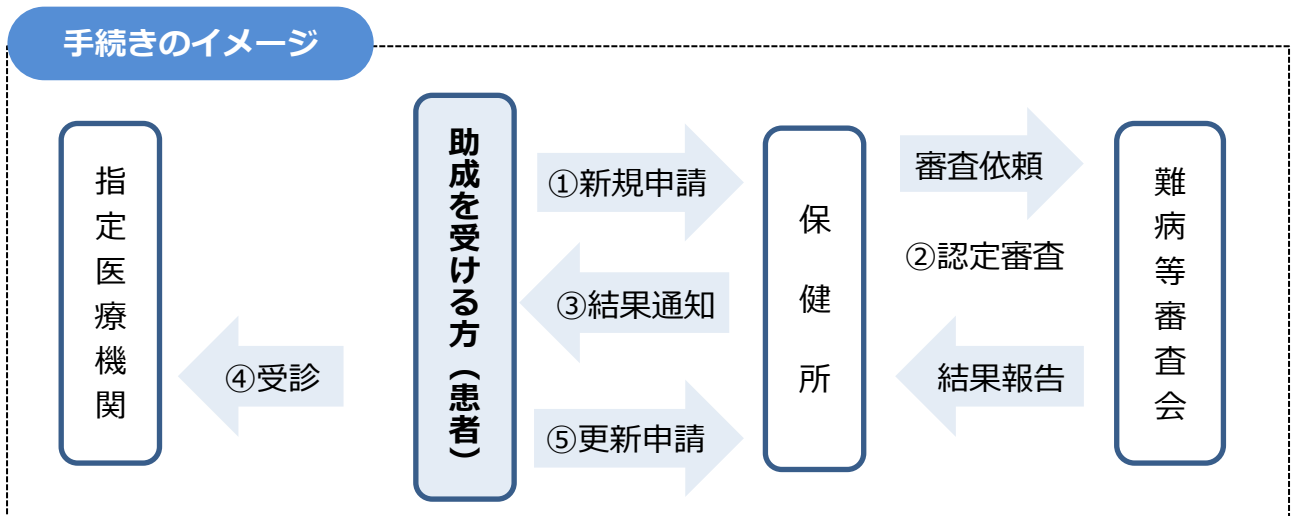 手続きのイメージ
指定医療機関
④受診
助成を受ける方（患者）
①新規申請
③結果通知
⑤更新申請
保健所
審査依頼
②認定審査
結果報告
難病等審査会